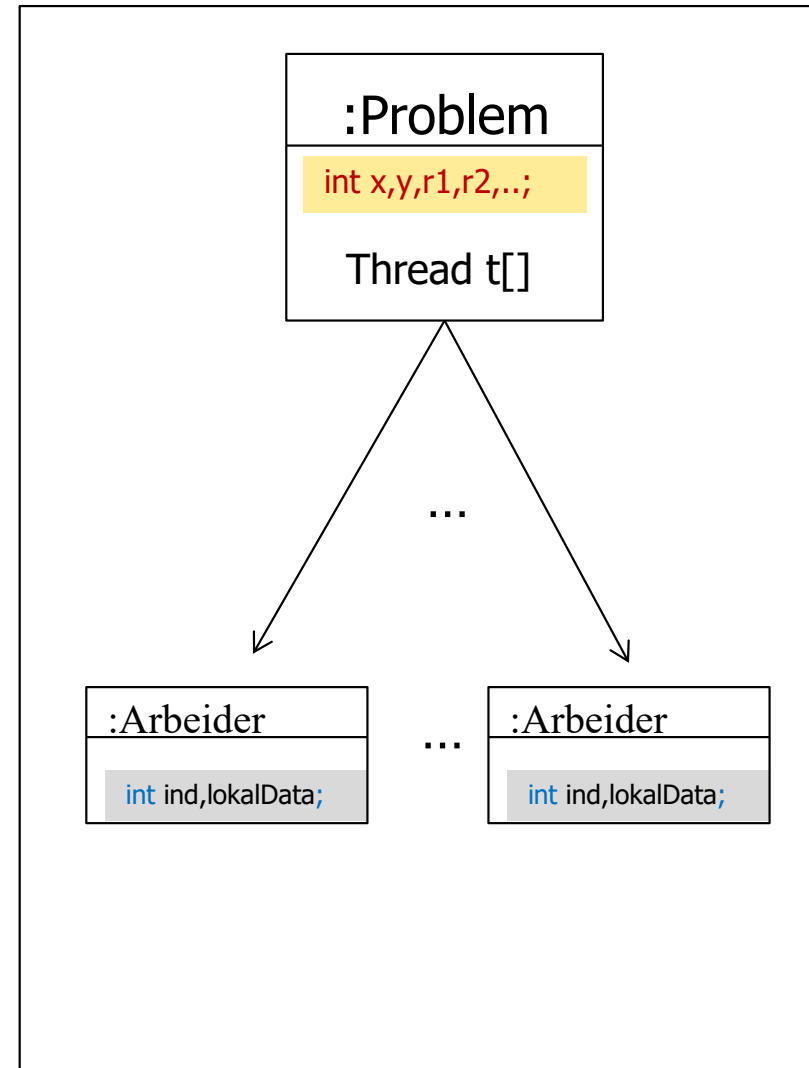 :Problem
int x,y,r1,r2,..;
Thread t[]
...
:Arbeider
... 
:Arbeider
int ind,lokalData;
int ind,lokalData;